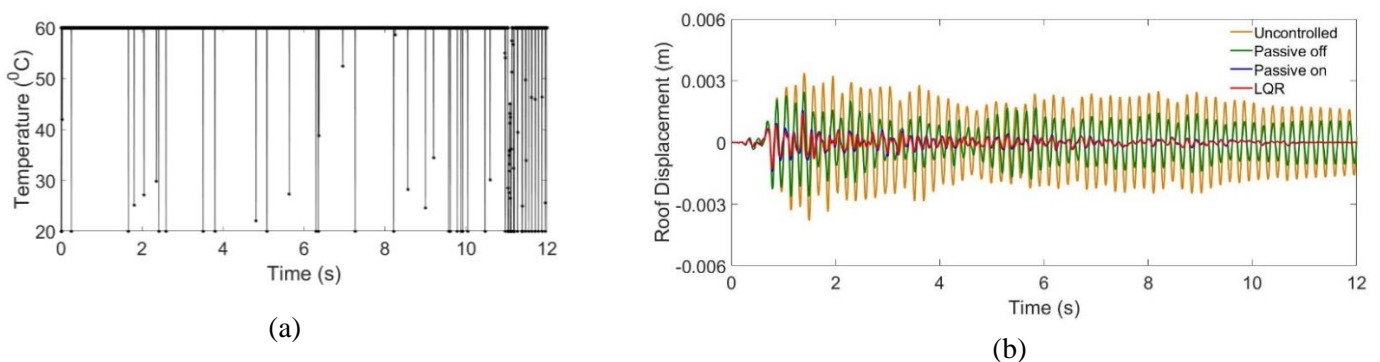 60
50
40
30
20
Temperature (⁰C)
0 2 4 6 8 10 12
Time (s)
(a)
0.006
0.003
0
-0.003
-0.006
Roof Displacement (m)
Uncontrolled
Passive off
Passive on
LQR
0 2 4 6 8 10 12
Time (s)
(b)